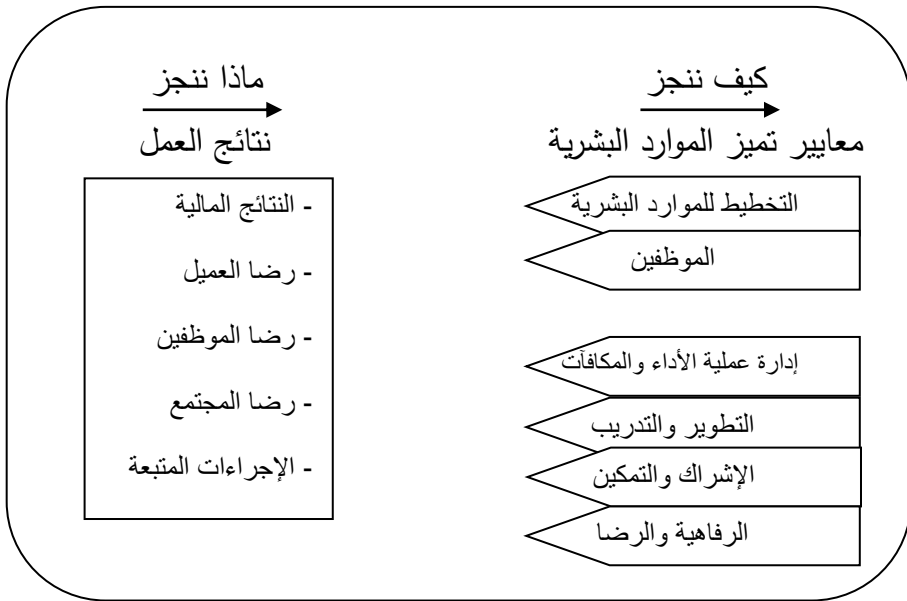 كيف ننجز
معايير تميز الموارد البشرية
التخطيط للموارد البشرية
الموظفين
إدارة عملية الأداء والمكافآت
التطوير والتدريب
الإشراك والتمكين
الرفاهية والرضا
ماذا ننجز
نتائج العمل
- النتائج المالية
- رضا العميل
- رضا الموظفين
- رضا المجتمع
- الإجراءات المتبعة